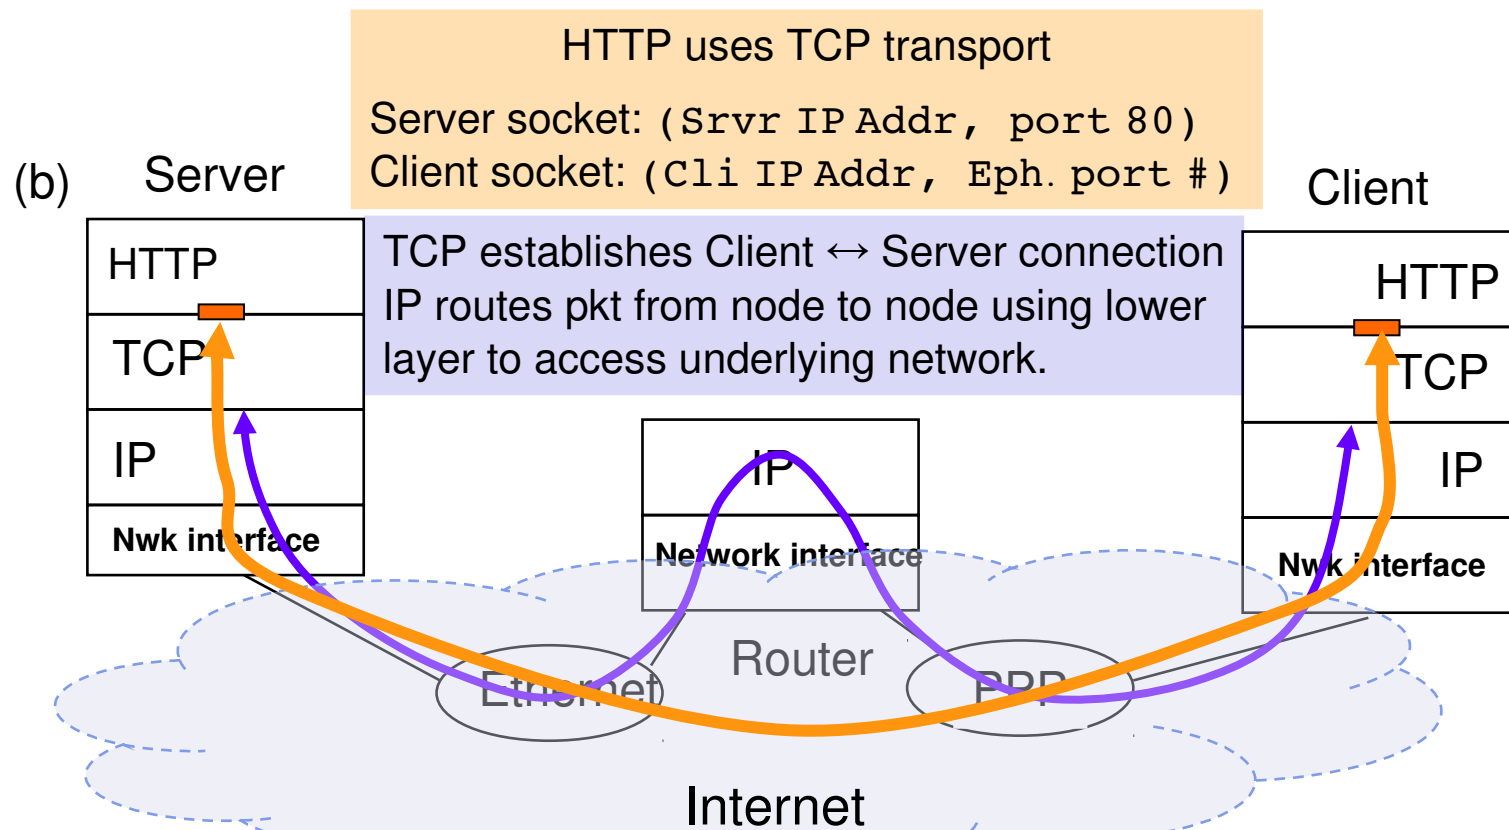 HTTP uses TCP transport
Server socket: (Srvr IP Addr, port 80)
Client socket: (Cli IP Addr, Eph. port #)
(b)
Server
Client
TCP establishes Client ↔ Server connection
IP routes pkt from node to node using lower
layer to access underlying network.
HTTP
TCP
IP
Nwk interface
IP
Network interface
HTTP
TCP
IP
Nwk interface
Router
Ethernet
PPP
Internet